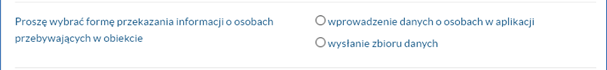 Proszę wybrać formę przekazania informacji o osobach
przebywających w obiekcie
wprowadzenie danych o osobach w aplikacji
wysłanie zbioru danych